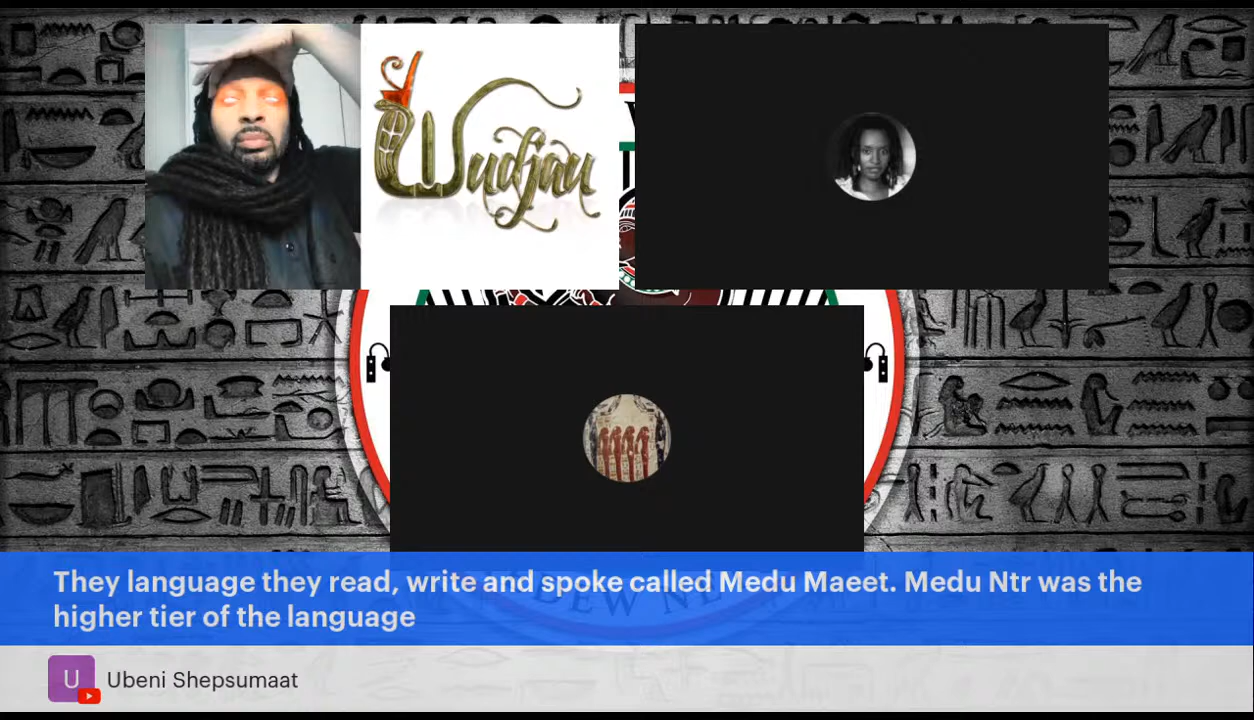 Wudjau
They language they read, write and spoke called Medu Maeet. Medu Ntr was the
higher tier of the language
U
Ubeni Shepsumaat